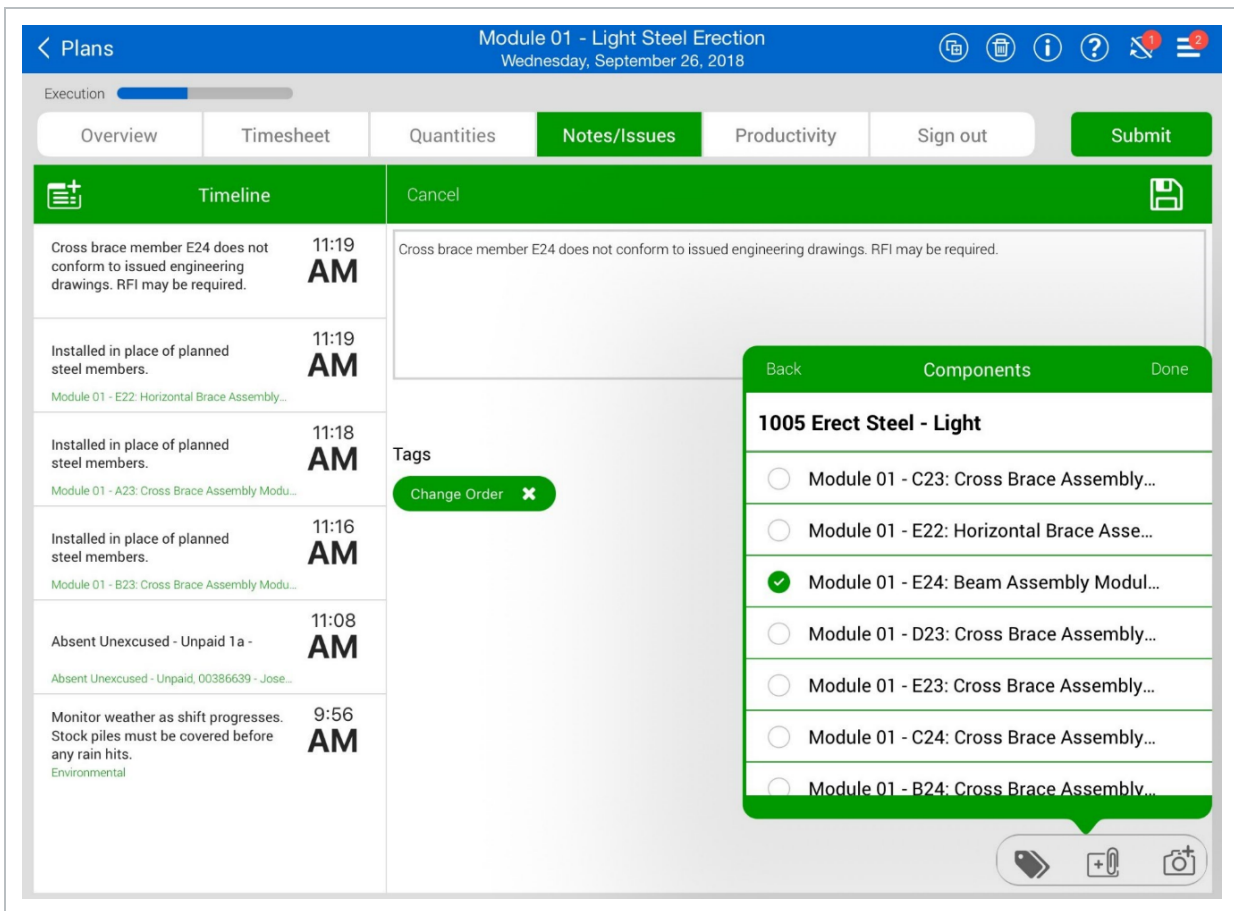 Plans
Module 01 - Light Steel Erection
Wednesday, September 26, 2018
1
2
Execution
Overview
Timesheet
Quantities
Notes/Issues
Productivity
Sign out
Submit
Timeline
Cancel
Cross brace member E24 does not
conform to issued engineering
drawings. RFI may be required.
11:19
AM
Installed in place of planned
steel members.
Module 01 - E22: Horizontal Brace Assembly...
11:19
AM
Installed in place of planned
steel members.
Module 01 - A23: Cross Brace Assembly Modu...
11:18
AM
Installed in place of planned
steel members.
Module 01 - B23: Cross Brace Assembly Modu...
11:16
AM
Absent Unexcused - Unpaid 1a -
Absent Unexcused - Unpaid, 00386639 - Jose...
11:08
AM
Monitor weather as shift progresses.
Stock piles must be covered before
any rain hits.
Environmental
9:56
AM
Cross brace member E24 does not conform to issued engineering drawings. RFI may be required.
Tags
Change Order
Back
Components
Done
1005 Erect Steel - Light
Module 01 - C23: Cross Brace Assembly...
Module 01 - E22: Horizontal Brace Asse...
Module 01 - E24: Beam Assembly Modul...
Module 01 - D23: Cross Brace Assembly...
Module 01 - E23: Cross Brace Assembly...
Module 01 - C24: Cross Brace Assembly...
Module 01 - B24: Cross Brace Assembly...